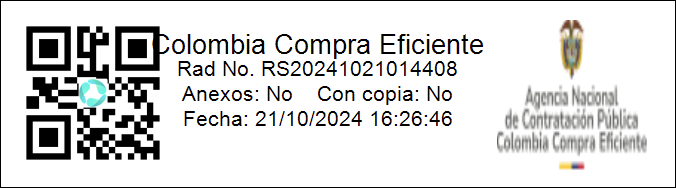 Colombia Compra Eficiente
Rad No. RS20241021014408
Anexos: No    Con copia: No
Fecha: 21/10/2024 16:26:46
Agencia Nacional
de Contratación Pública
Colombia Compra Eficiente